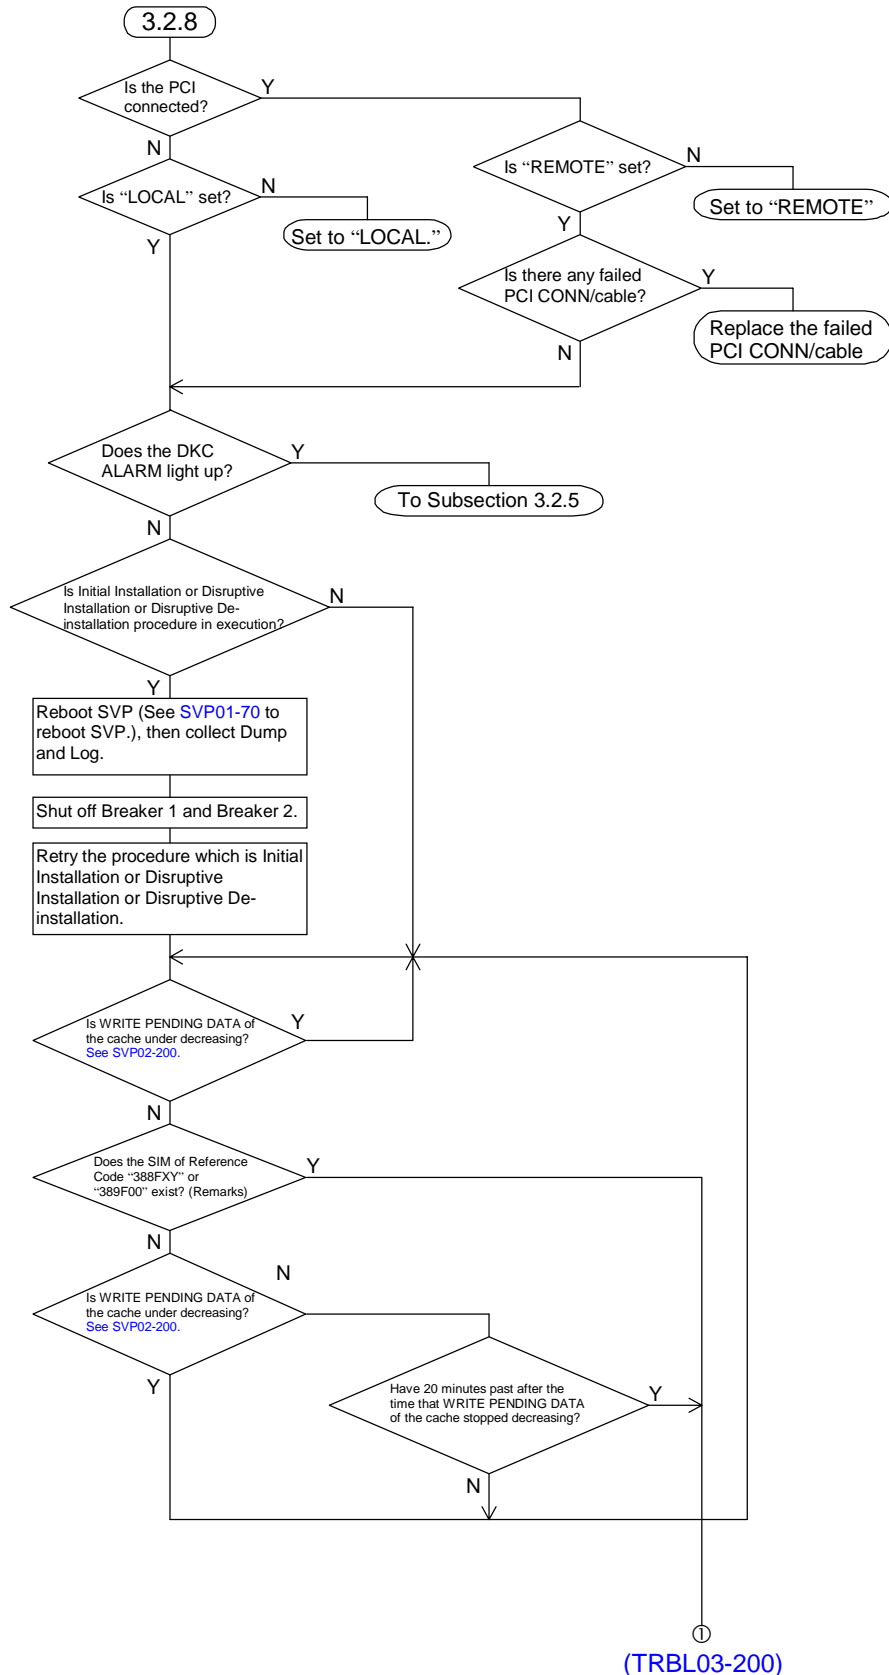 3.2.8
Is the PCI
connected?
Y
N
Is “REMOTE” set?
N
Set to “REMOTE”
Y
Is “LOCAL” set?
N
Set to “LOCAL.”
Y
Is there any failed
PCI CONN/cable?
Y
Replace the failed
PCI CONN/cable
N
Does the DKC
ALARM light up?
Y
To Subsection 3.2.5
N
Is Initial Installation or Disruptive
Installation or Disruptive De-
installation procedure in execution?
N
Y
Reboot SVP (See SVP01-70 to
reboot SVP.), then collect Dump
and Log.
Shut off Breaker 1 and Breaker 2.
Retry the procedure which is Initial
Installation or Disruptive
Installation or Disruptive De-
installation.
Is WRITE PENDING DATA of
the cache under decreasing?
See SVP02-200.
Y
N
Does the SIM of Reference
Code “388FXY” or
“389F00” exist? (Remarks)
Y
N
Is WRITE PENDING DATA of
the cache under decreasing?
See SVP02-200.
N
Y
Have 20 minutes past after the
time that WRITE PENDING DATA
of the cache stopped decreasing?
Y
N
①
(TRBL03-200)